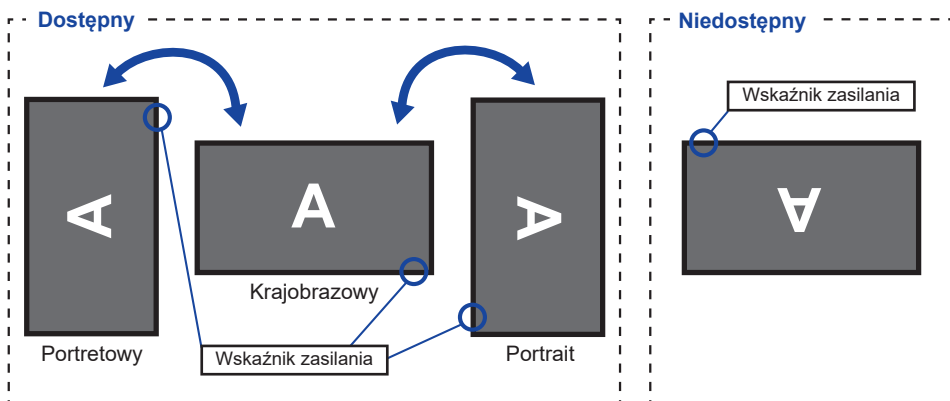 Dostępny
Niedostępny
Wskaźnik zasilania
A
A
A
A
Krajobrazowy
Portretowy
Wskaźnik zasilania
Portrait